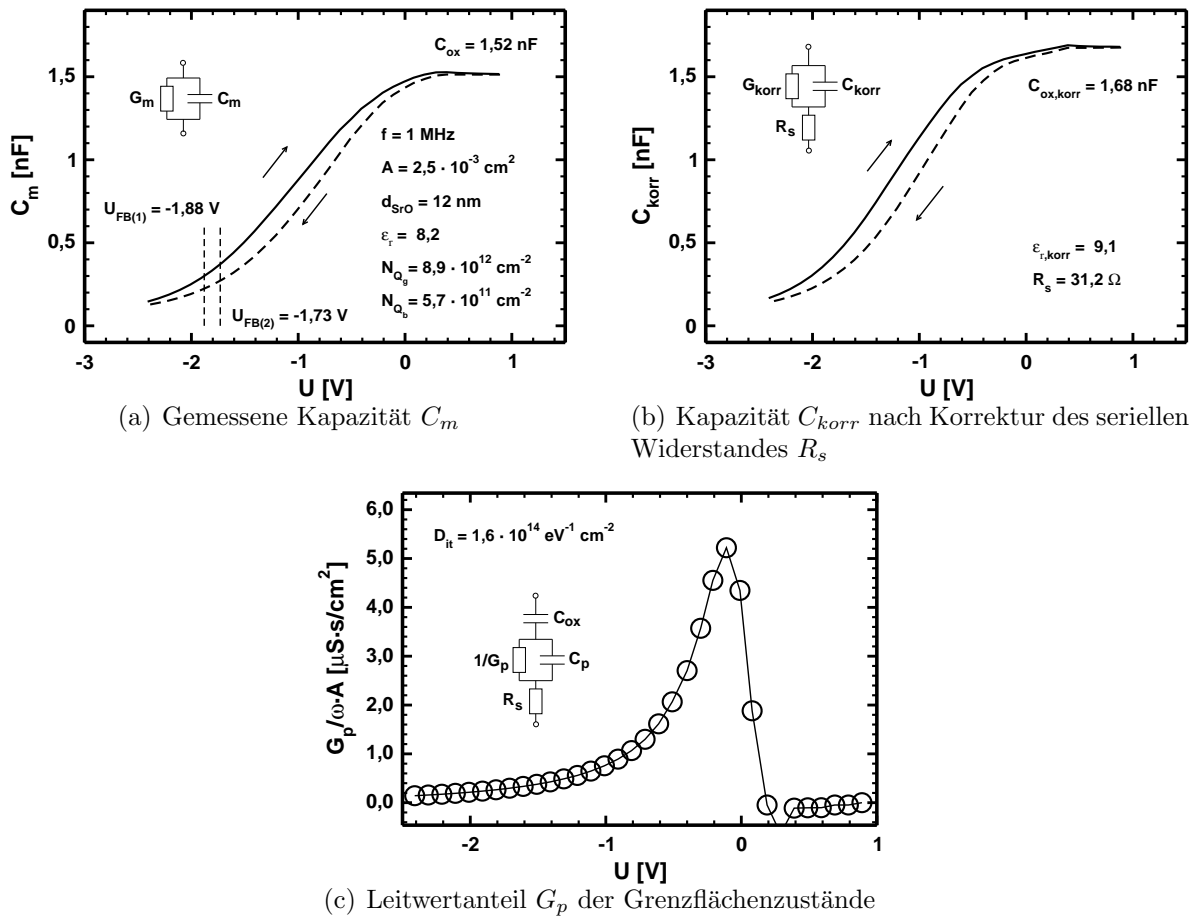 C_m [nF]
1,5
1
0,5
0
C_ox = 1,52 nF
G_m
C_m
f = 1 MHz
A = 2,5 · 10^-3 cm^2
d_SrO = 12 nm
ε_r = 8,2
N_Q_g = 8,9 · 10^12 cm^-2
N_Q_b = 5,7 · 10^11 cm^-2
U_FB(1) = -1,88 V
U_FB(2) = -1,73 V
-3 -2 -1 0 1
U [V]
(a) Gemessene Kapazität C_m
C_korr [nF]
1,5
1
0,5
0
G_korr
C_korr
R_s
C_ox,korr = 1,68 nF
ε_r,korr = 9,1
R_s = 31,2 Ω
-3 -2 -1 0 1
U [V]
(b) Kapazität C_korr nach Korrektur des seriellen
Widerstandes R_s
G_p/ω·A [μS·s/cm^2]
6,0
5,0
4,0
3,0
2,0
1,0
0,0
D_it = 1,6 · 10^14 eV^-1 cm^-2
C_ox
1/G_p
C_p
R_s
-2 -1 0 1
U [V]
(c) Leitwertanteil G_p der Grenzflächenzustände